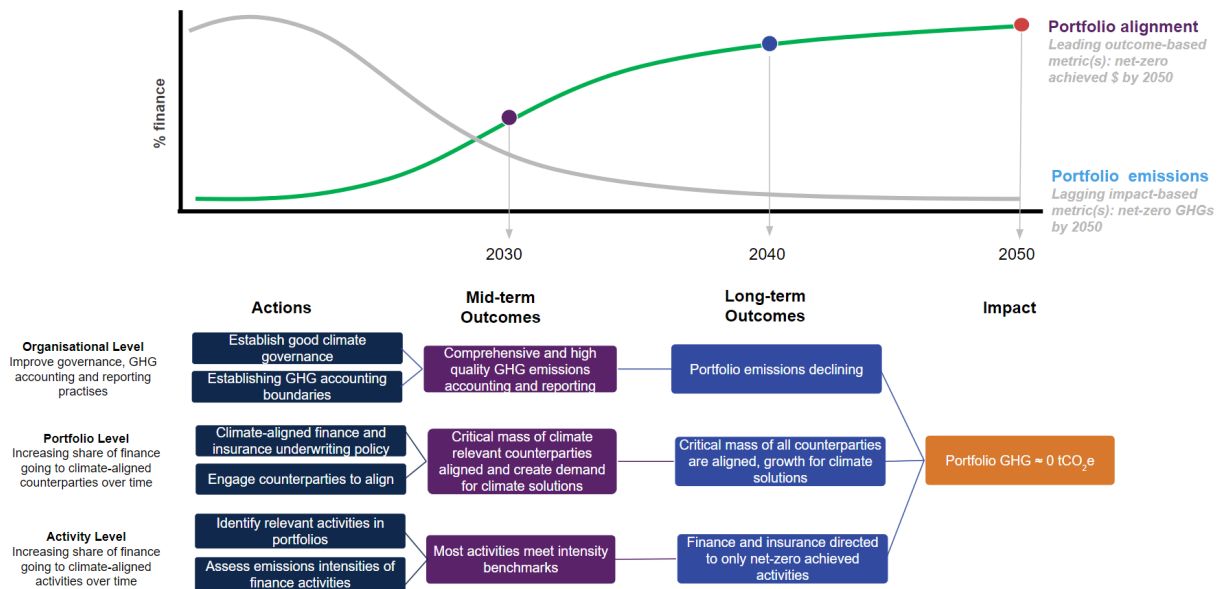 % finance
Portfolio alignment
Leading outcome-based
metric(s): net-zero
achieved $ by 2050
Portfolio emissions
Lagging impact-based
metric(s): net-zero GHGs
by 2050
2030
2040
2050
Actions
Mid-term
Outcomes
Long-term
Outcomes
Impact
Organisational Level
Improve governance, GHG
accounting and reporting
practises
Establish good climate
governance
Establishing GHG accounting
boundaries
Comprehensive and high
quality GHG emissions
accounting and reporting
Portfolio emissions declining
Portfolio Level
Increasing share of finance
going to climate-aligned
counterparties over time
Climate-aligned finance and
insurance underwriting policy
Engage counterparties to align
Critical mass of climate
relevant counterparties
aligned and create demand
for climate solutions
Critical mass of all counterparties
are aligned, growth for climate
solutions
Portfolio GHG ≈ 0 tCO₂e
Activity Level
Increasing share of finance
going to climate-aligned
activities over time
Identify relevant activities in
portfolios
Assess emissions intensities of
finance activities
Most activities meet intensity
benchmarks
Finance and insurance directed
to only net-zero achieved
activities